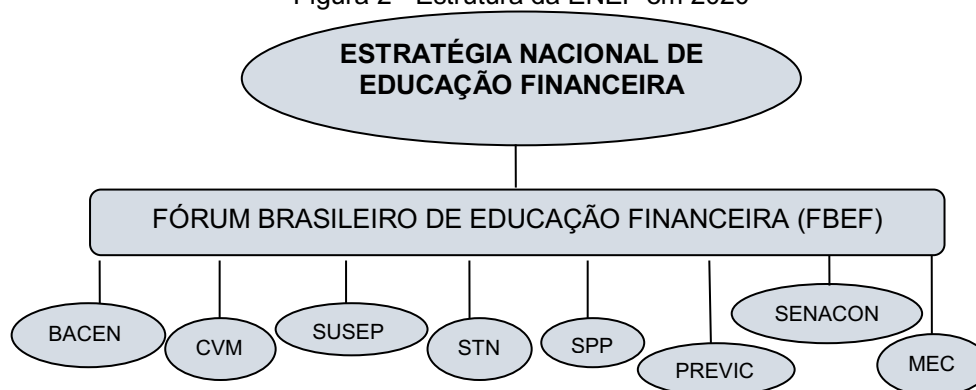 Figura 2 - Estrutura da ENEF em 2020
ESTRATÉGIA NACIONAL DE
EDUCAÇÃO FINANCEIRA
FÓRUM BRASILEIRO DE EDUCAÇÃO FINANCEIRA (FBEF)
BACEN
CVM
SUSEP
STN
SPP
PREVIC
SENACON
MEC